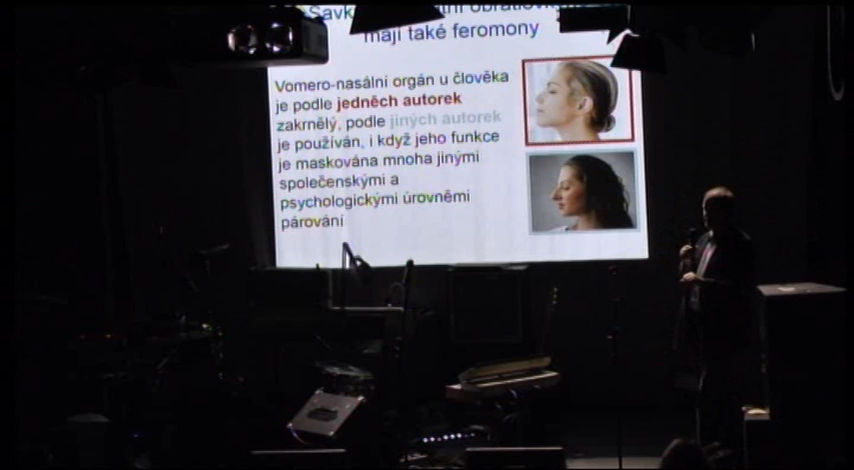 mají také feromony
Vomero-nasální orgán u člověka
je podle jedněch autorek
zakrnělý, podle jiných autorek
je používán, i když jeho funkce
je maskována mnoha jinými
společenskými a
psychologickými úrovněmi
párování